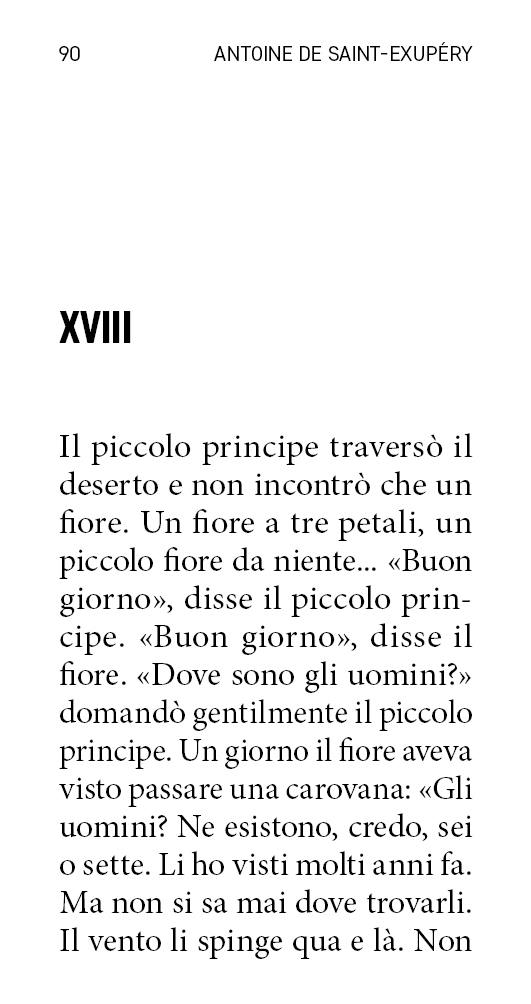 90 ANTOINE DE SAINT-EXUPÉRY
XVIII
Il piccolo principe traversò il
deserto e non incontrò che un
fiore. Un fiore a tre petali, un
piccolo fiore da niente... «Buon
giorno», disse il piccolo prin-
cipe. «Buon giorno», disse il
fiore. «Dove sono gli uomini?»
domandò gentilmente il piccolo
principe. Un giorno il fiore aveva
visto passare una carovana: «Gli
uomini? Ne esistono, credo, sei
o sette. Li ho visti molti anni fa.
Ma non si sa mai dove trovarli.
Il vento li spinge qua e là. Non